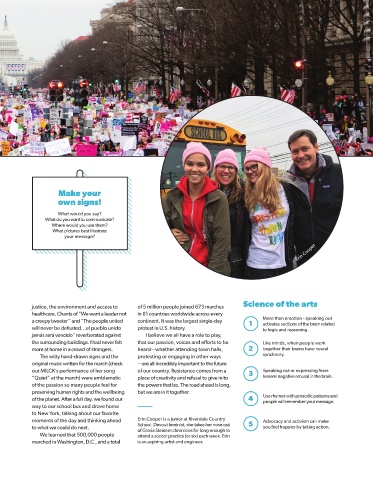 SCHOOL BUS
Erin Cooper
Make your
own signs!
What would you say?
What do you want to communicate?
Where would you use them?
What pictures best illustrate
your message?
justice, the environment and access to
healthcare. Chants of "We want a leader not
a creepy tweeter" and "The people united
will never be defeated...el pueblo unido
jamás será vencido" reverberated against
the surrounding buildings. I had never felt
more at home in a crowd of strangers.
The witty hand-drawn signs and the
original music written for the march (check
out MILCK's performance of her song
"Quiet" at the march) were emblematic
of the passion so many people feel for
preserving human rights and the wellbeing
of the planet. After a full day, we found our
way to our school bus and drove home
to New York, talking about our favorite
moments of the day and thinking ahead
to what we could do next.
We learned that 500,000 people
marched in Washington, D.C., and a total
of 5 million people joined 673 marches
in 81 countries worldwide across every
continent. It was the largest single-day
protest in U.S. history.
I believe we all have a role to play,
that our passion, voices and efforts to be
heard—whether attending town halls,
protesting or engaging in other ways
—are all incredibly important to the future
of our country. Resistance comes from a
place of creativity and refusal to give in to
the powers that be. The road ahead is long,
but we are in it together.
Erin Cooper is a junior at Riverdale Country
School. Devout feminist, she takes her nose out
of Gloria Steinem chronicles for long enough to
attend a soccer practice (or six) each week. Erin
is an aspiring artist and engineer.
Science of the arts
1 More than emotion - speaking out
activates sections of the brain related
to logic and reasoning.
2 Like minds, when people work
together their brains have neural
synchrony.
3 Speaking out or expressing fears
lessens negative arousal in the brain.
4 Use rhymes with prosodic patterns and
people will remember your message.
5 Advocacy and activism can make
you feel happier by taking action.